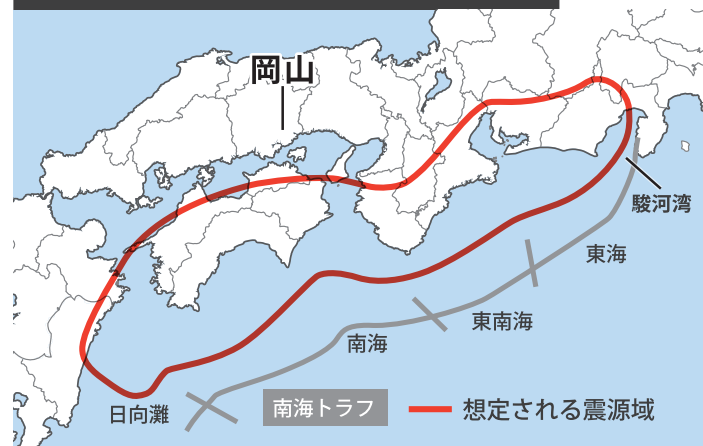 岡山
駿河湾
東海
東南海
南海
日向灘
南海トラフ
想定される震源域